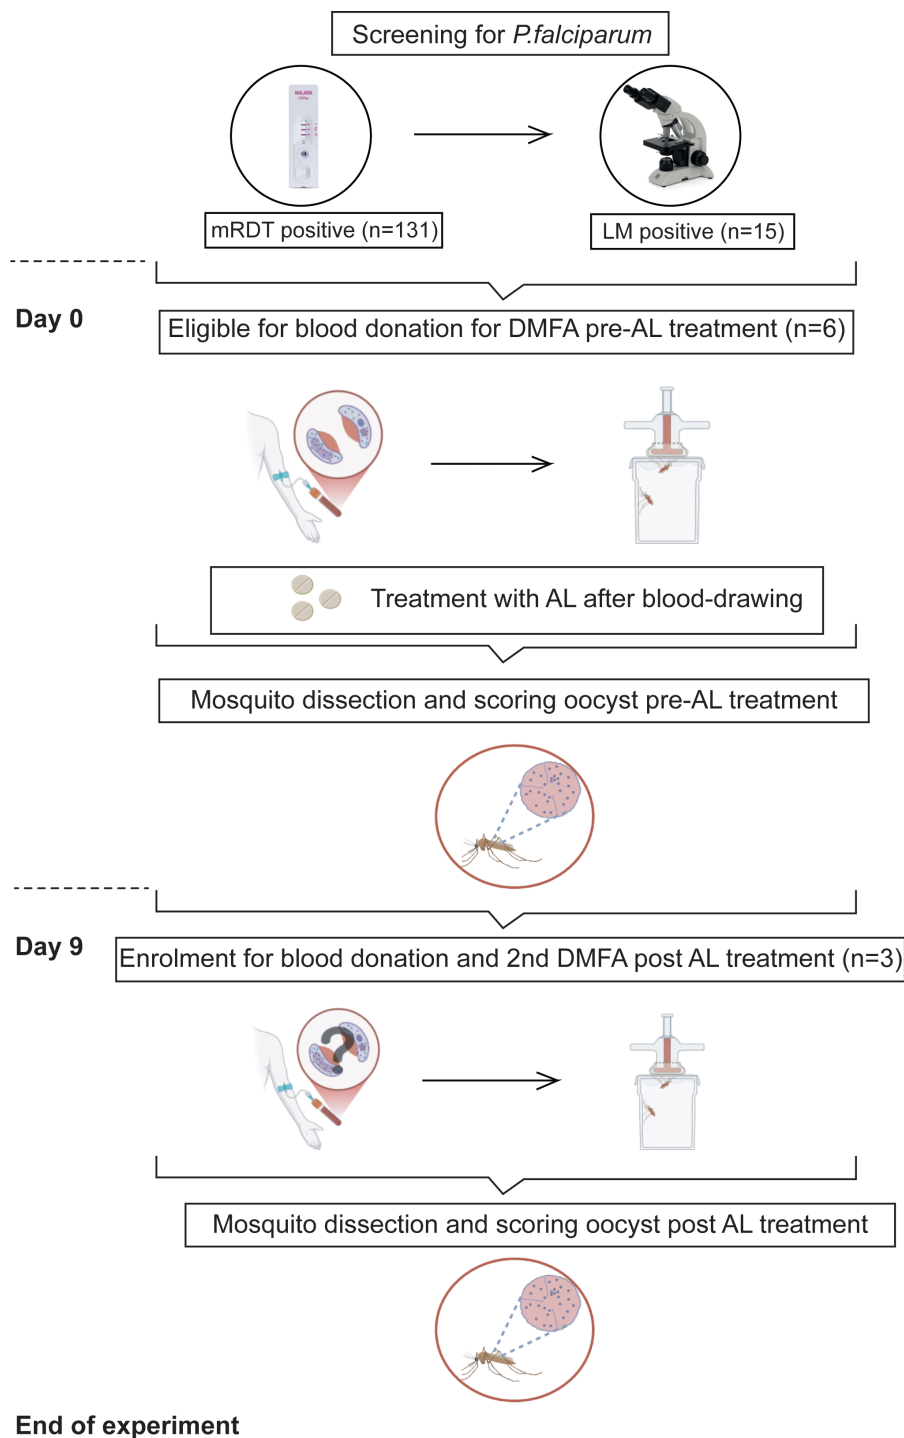 Screening for P.falciparum
MALARIA
mRDT positive (n=131)
LM positive (n=15)
Day 0
Eligible for blood donation for DMFA pre-AL treatment (n=6)
Treatment with AL after blood-drawing
Mosquito dissection and scoring oocyst pre-AL treatment
Day 9
Enrolment for blood donation and 2nd DMFA post AL treatment (n=3)
?
Mosquito dissection and scoring oocyst post AL treatment
End of experiment